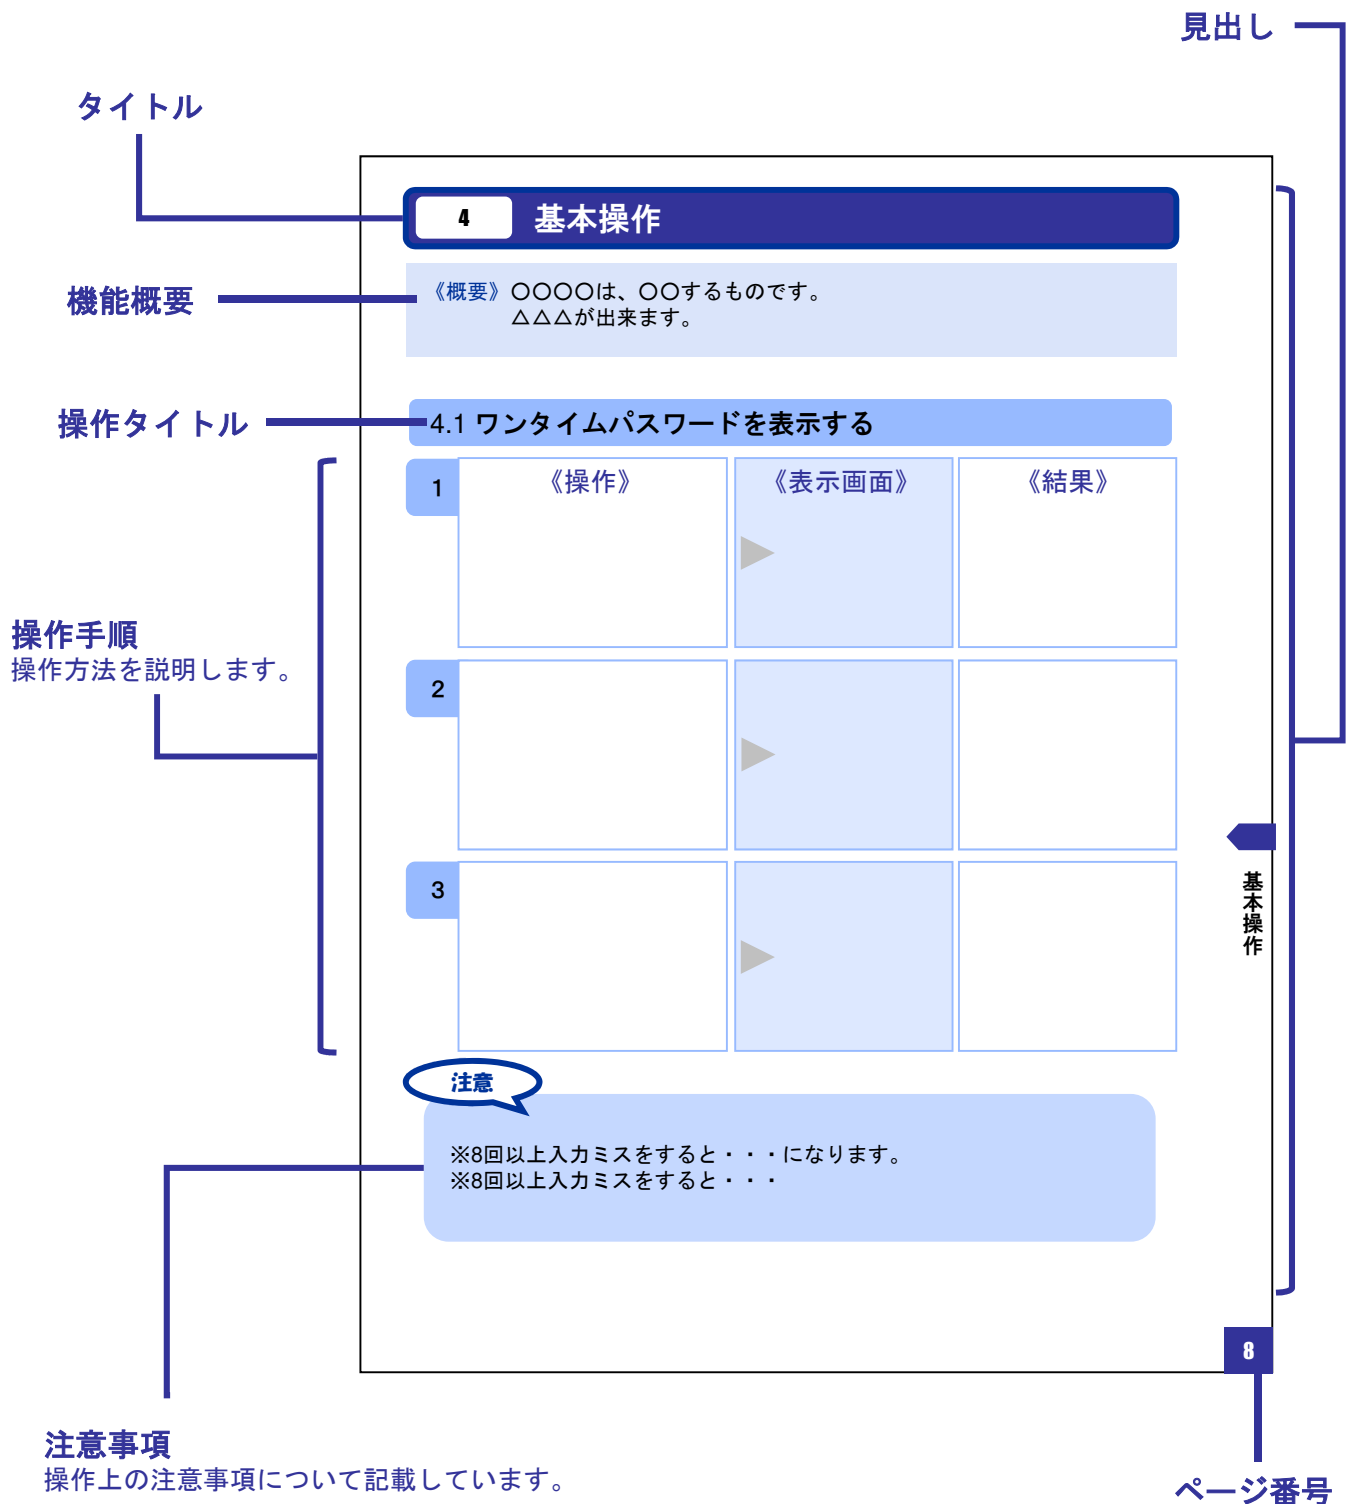 見出し
タイトル
4 基本操作
機能概要
《概要》〇〇〇〇は、〇〇するものです。
△△△が出来ます。
操作タイトル
4.1 ワンタイムパスワードを表示する
1 《操作》 《表示画面》 《結果》
操作手順
操作方法を説明します。
2
3
基本操作
注意
※8回以上入力ミスをすると・・・になります。
※8回以上入力ミスをすると・・・
8
注意事項
操作上の注意事項について記載しています。
ページ番号